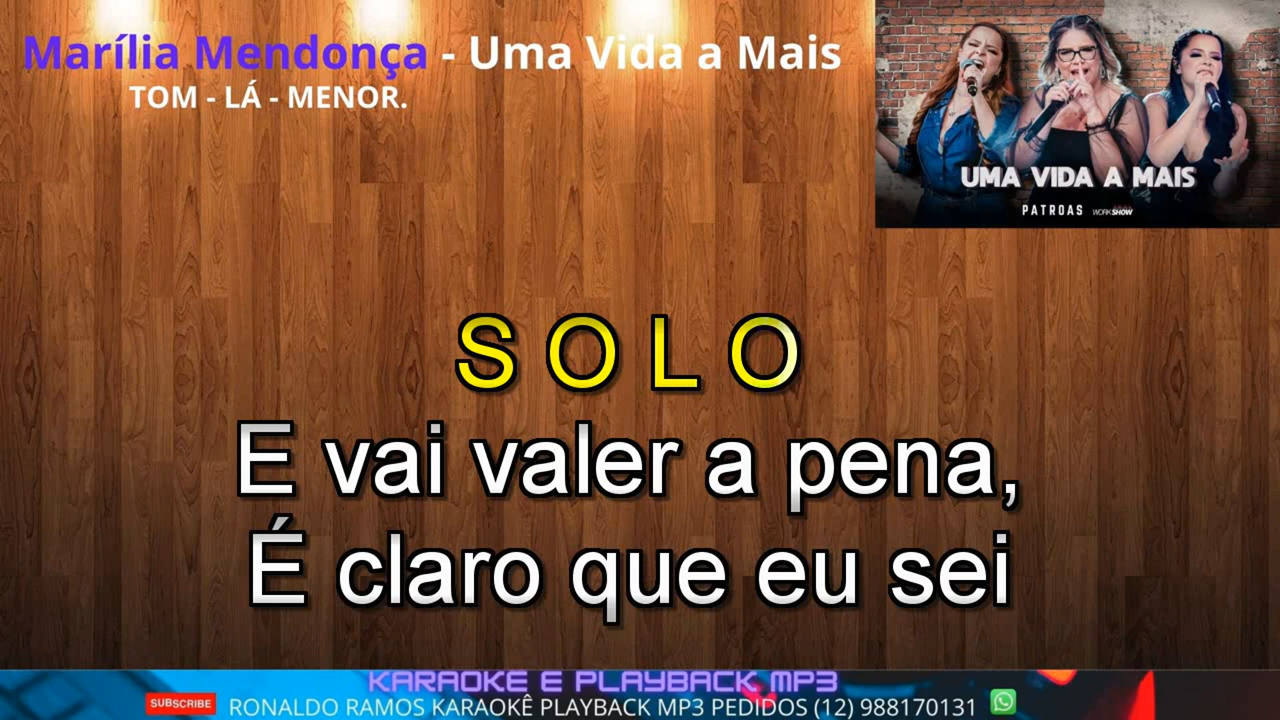 Marília Mendonça - Uma Vida a Mais
TOM - LÁ - MENOR.
UMA VIDA A MAIS
PATROAS WORKSHOW
S O L O
E vai valer a pena,
É claro que eu sei
KARAOKE E PLAYBACK MP3
SUBSCRIBE RONALDO RAMOS KARAOKÊ PLAYBACK MP3 PEDIDOS (12) 988170131